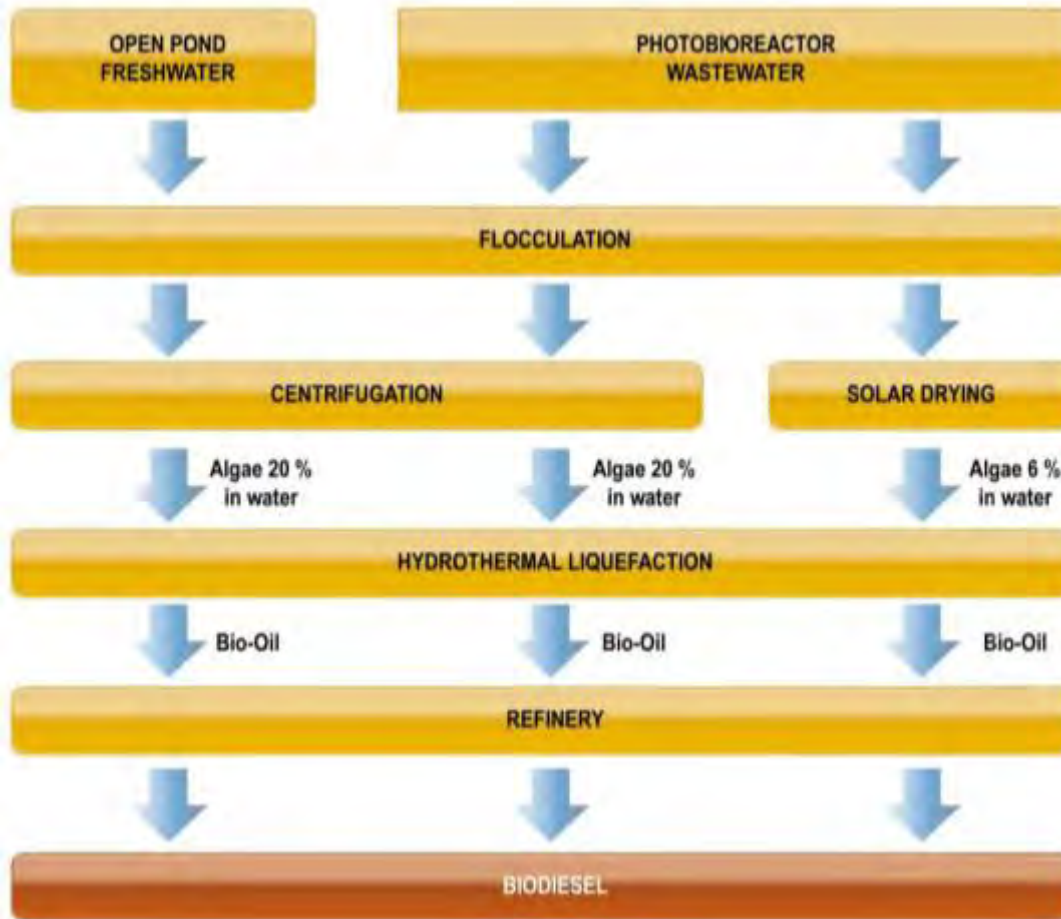 OPEN POND
FRESHWATER
PHOTOBIOREACTOR
WASTEWATER
FLOCCULATION
CENTRIFUGATION
SOLAR DRYING
Algae 20 %
in water
Algae 20 %
in water
Algae 6 %
in water
HYDROTHERMAL LIQUEFACTION
Bio-Oil
Bio-Oil
Bio-Oil
REFINERY
BIODIESEL